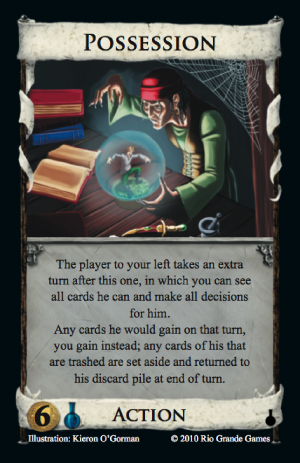 POSSESSION
The player to your left takes an extra
turn after this one, in which you can see
all cards he can and make all decisions
for him.
Any cards he would gain on that turn,
you gain instead; any cards of his that
are trashed are set aside and returned to
his discard pile at end of turn.
6
ACTION
Illustration: Kieron O'Gorman
© 2010 Rio Grande Games